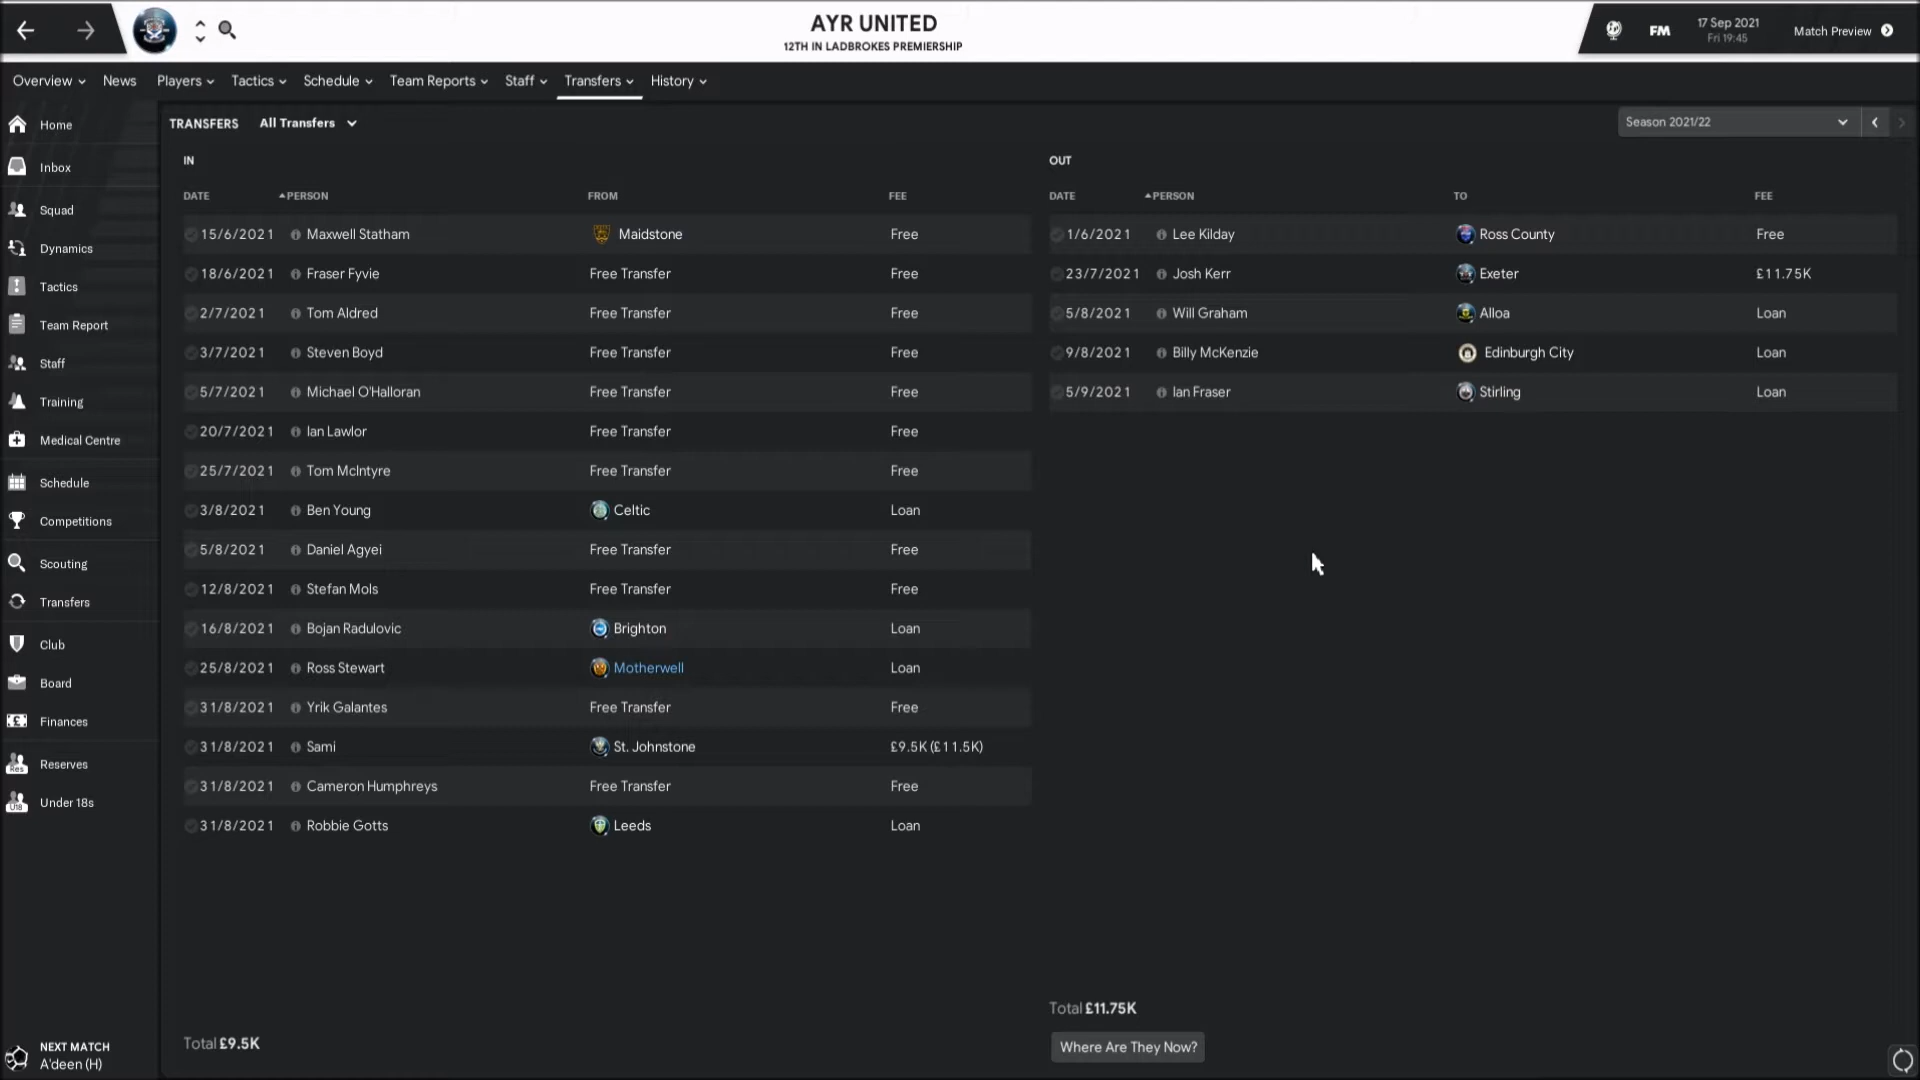 AYR UNITED
12TH IN LADBROKES PREMIERSHIP
FM
17 Sep 2021
Fri 19:45
Match Preview
Overview
News
Players
Tactics
Schedule
Team Reports
Staff
Transfers
History
Home
Inbox
Squad
Dynamics
Tactics
Team Report
Staff
Training
Medical Centre
Schedule
Competitions
Scouting
Transfers
Club
Board
Finances
Res
Reserves
U18
Under 18s
NEXT MATCH
A'deen (H)
TRANSFERS All Transfers
Season 2021/22
IN
DATE PERSON FROM FEE
15/6/2021 Maxwell Statham Maidstone Free
18/6/2021 Fraser Fyvie Free Transfer Free
2/7/2021 Tom Aldred Free Transfer Free
3/7/2021 Steven Boyd Free Transfer Free
5/7/2021 Michael O'Halloran Free Transfer Free
20/7/2021 Ian Lawlor Free Transfer Free
25/7/2021 Tom McIntyre Free Transfer Free
3/8/2021 Ben Young Celtic Loan
5/8/2021 Daniel Agyei Free Transfer Free
12/8/2021 Stefan Mols Free Transfer Free
16/8/2021 Bojan Radulovic Brighton Loan
25/8/2021 Ross Stewart Motherwell Loan
31/8/2021 Yrik Galantes Free Transfer Free
31/8/2021 Sami St. Johnstone £9.5K (£11.5K)
31/8/2021 Cameron Humphreys Free Transfer Free
31/8/2021 Robbie Gotts Leeds Loan
Total £9.5K
OUT
DATE PERSON TO FEE
1/6/2021 Lee Kilday Ross County Free
23/7/2021 Josh Kerr Exeter £11.75K
5/8/2021 Will Graham Alloa Loan
9/8/2021 Billy McKenzie Edinburgh City Loan
5/9/2021 Ian Fraser Stirling Loan
Total £11.75K
Where Are They Now?